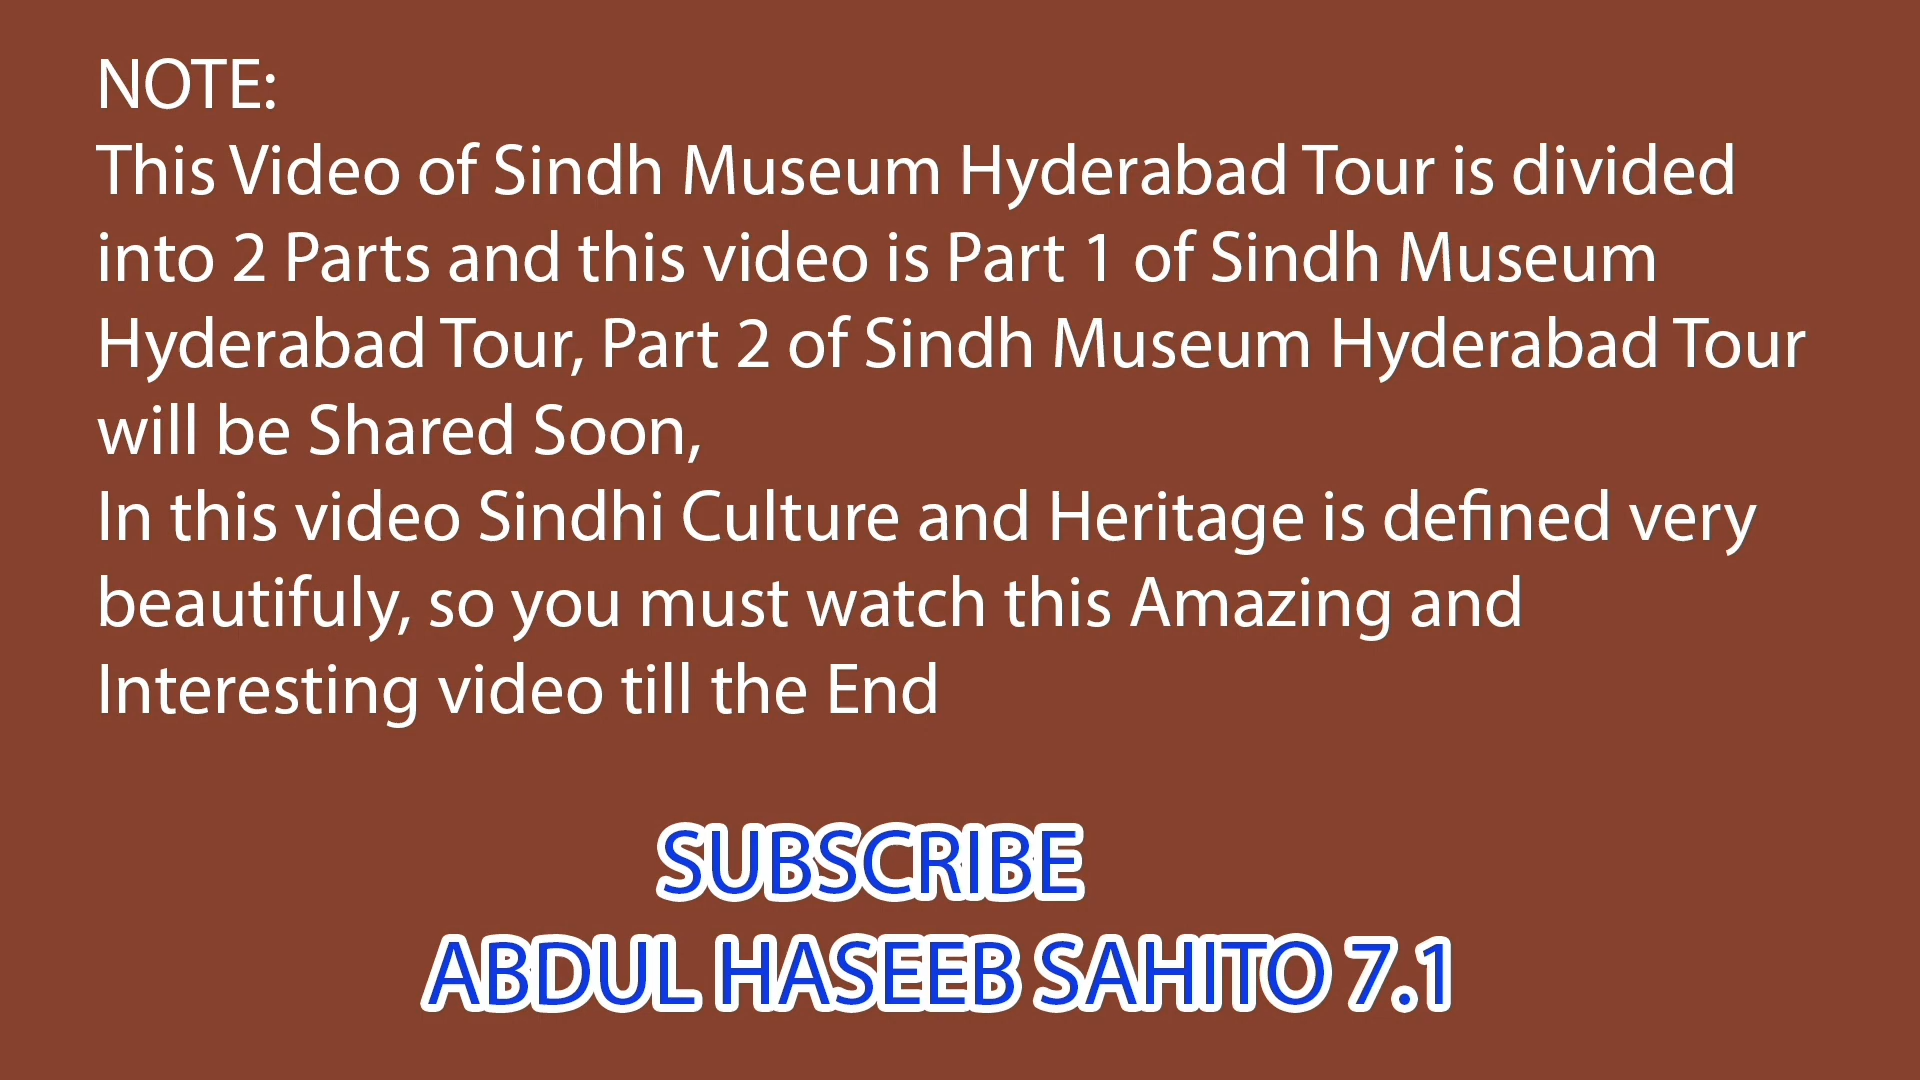 NOTE:
This Video of Sindh Museum Hyderabad Tour is divided
into 2 Parts and this video is Part 1 of Sindh Museum
Hyderabad Tour, Part 2 of Sindh Museum Hyderabad Tour
will be Shared Soon,
In this video Sindhi Culture and Heritage is defined very
beautifuly, so you must watch this Amazing and
Interesting video till the End
SUBSCRIBE
ABDUL HASEEB SAHITO 7.1